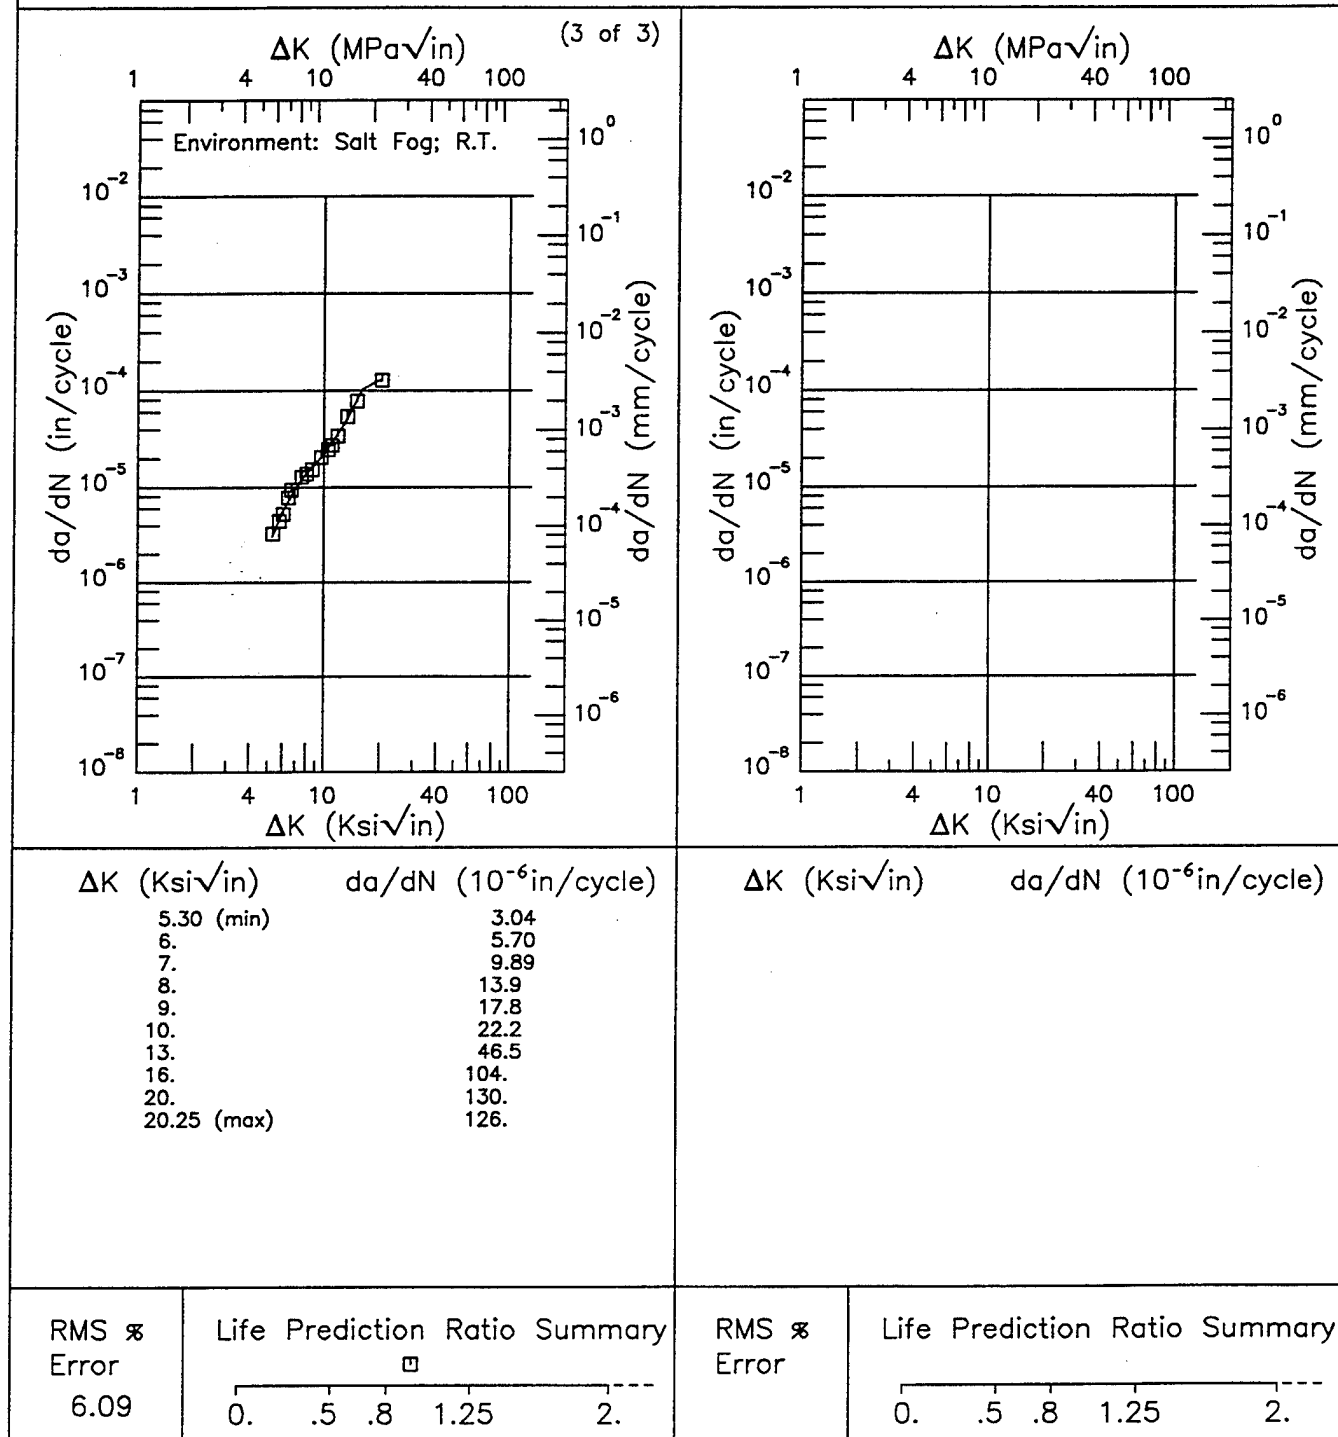 (3 of 3)
ΔK (MPa√in)
1 4 10 40 100
Environment: Salt Fog; R.T.
da/dN (in/cycle)
10⁻²
10⁻³
10⁻⁴
10⁻⁵
10⁻⁶
10⁻⁷
10⁻⁸
da/dN (mm/cycle)
10⁰
10⁻¹
10⁻²
10⁻³
10⁻⁴
10⁻⁵
10⁻⁶
1 4 10 40 100
ΔK (Ksi√in)
ΔK (MPa√in)
1 4 10 40 100
da/dN (in/cycle)
10⁻²
10⁻³
10⁻⁴
10⁻⁵
10⁻⁶
10⁻⁷
10⁻⁸
da/dN (mm/cycle)
10⁰
10⁻¹
10⁻²
10⁻³
10⁻⁴
10⁻⁵
10⁻⁶
1 4 10 40 100
ΔK (Ksi√in)
ΔK (Ksi√in) da/dN (10⁻⁶in/cycle)
5.30 (min) 3.04
6. 5.70
7. 9.89
8. 13.9
9. 17.8
10. 22.2
13. 46.5
16. 104.
20. 130.
20.25 (max) 126.
ΔK (Ksi√in) da/dN (10⁻⁶in/cycle)
RMS %
Error
6.09
Life Prediction Ratio Summary
0. .5 .8 1.25 2.
RMS %
Error
Life Prediction Ratio Summary
0. .5 .8 1.25 2.